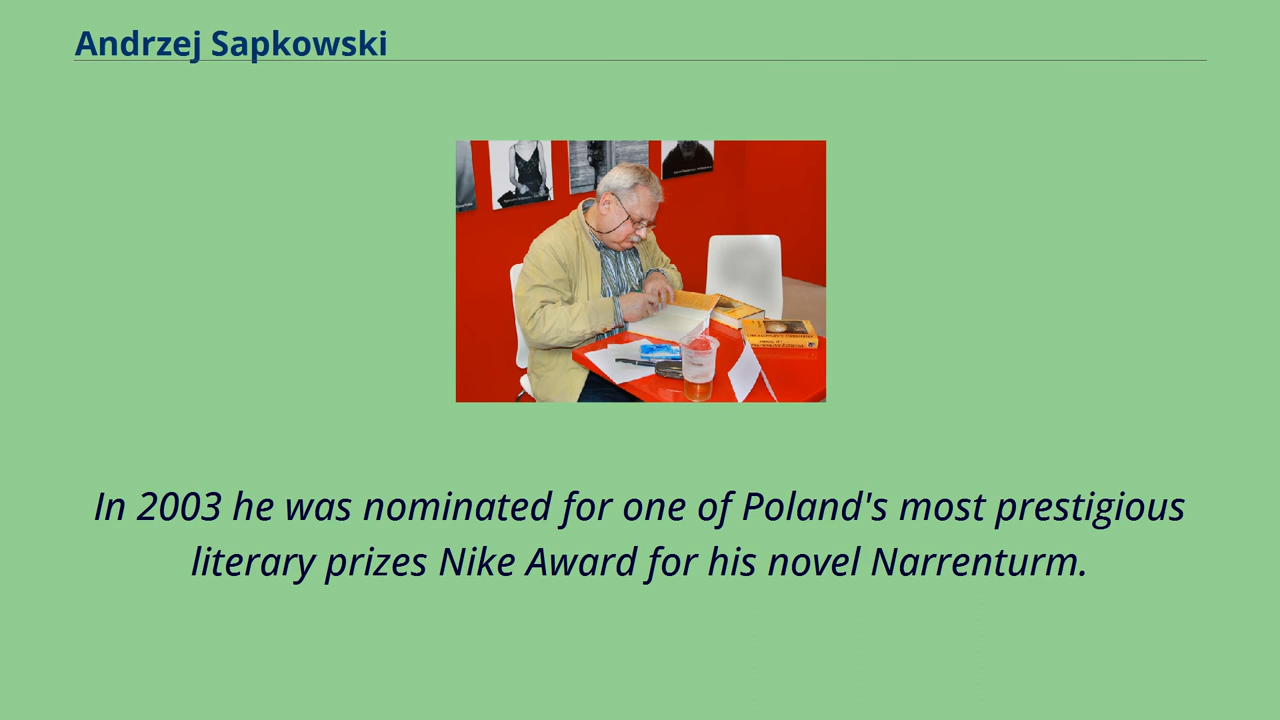 Andrzej Sapkowski
In 2003 he was nominated for one of Poland's most prestigious
literary prizes Nike Award for his novel Narrenturm.